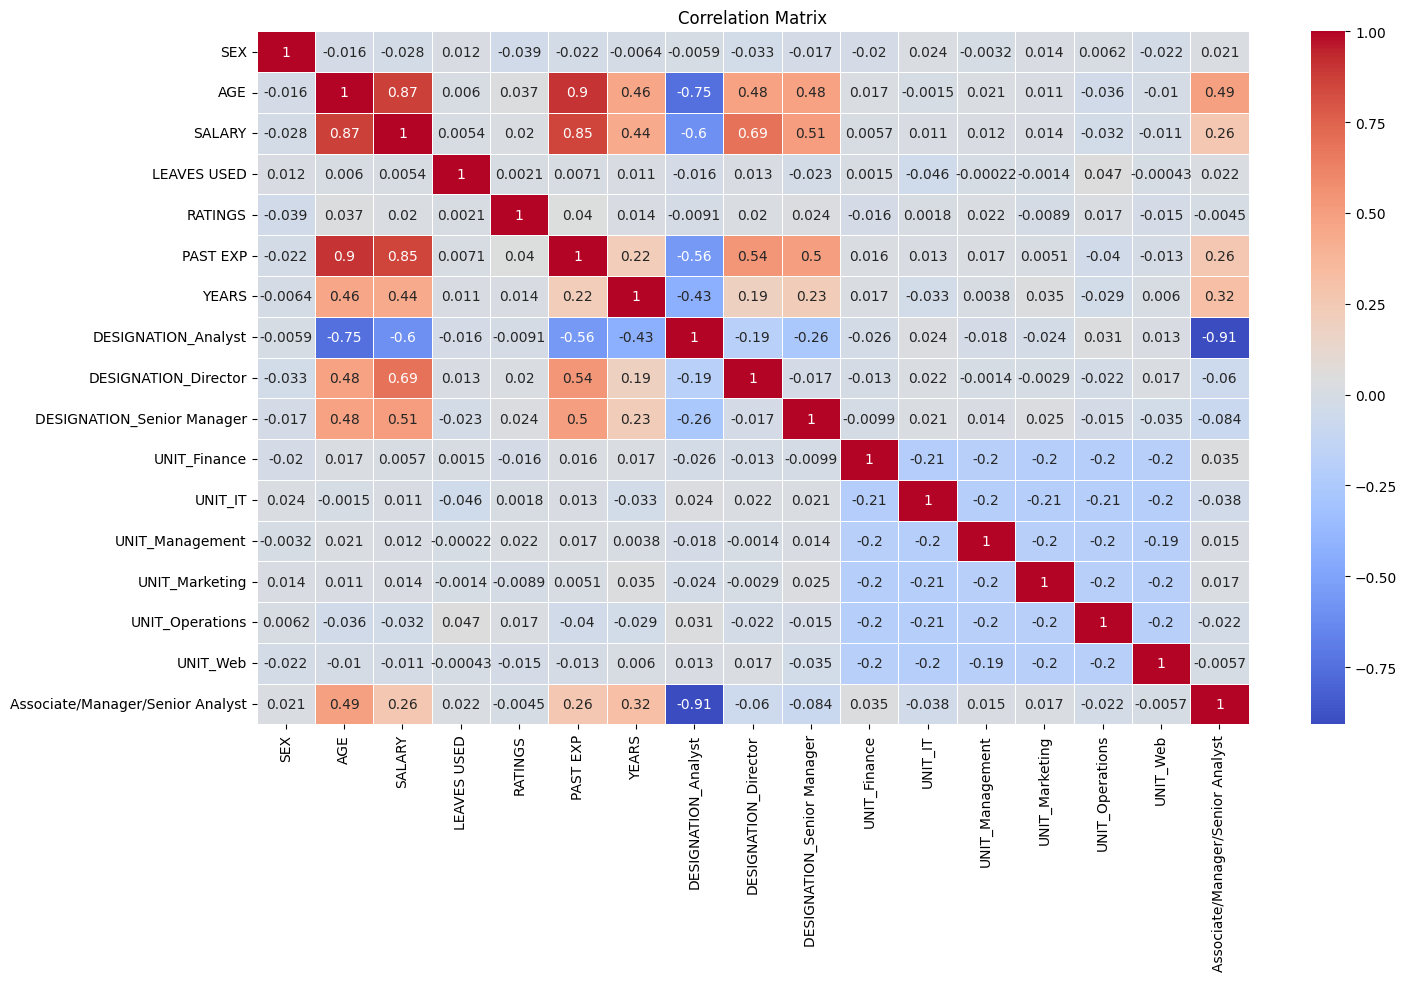 Correlation Matrix
SEX 1 -0.016 -0.028 0.012 -0.039 -0.022 -0.0064 -0.0059 -0.033 -0.017 -0.02 0.024 -0.0032 0.014 0.0062 -0.022 0.021
AGE -0.016 1 0.87 0.006 0.037 0.9 0.46 -0.75 0.48 0.48 0.017 -0.0015 0.021 0.011 -0.036 -0.01 0.49
SALARY -0.028 0.87 1 0.0054 0.02 0.85 0.44 -0.6 0.69 0.51 0.0057 0.011 0.012 0.014 -0.032 -0.011 0.26
LEAVES USED 0.012 0.006 0.0054 1 0.0021 0.0071 0.011 -0.016 0.013 -0.023 0.0015 -0.046 -0.00022 -0.0014 0.047 -0.00043 0.022
RATINGS -0.039 0.037 0.02 0.0021 1 0.04 0.014 -0.0091 0.02 0.024 -0.016 0.0018 0.022 -0.0089 0.017 -0.015 -0.0045
PAST EXP -0.022 0.9 0.85 0.0071 0.04 1 0.22 -0.56 0.54 0.5 0.016 0.013 0.017 0.0051 -0.04 -0.013 0.26
YEARS -0.0064 0.46 0.44 0.011 0.014 0.22 1 -0.43 0.19 0.23 0.017 -0.033 0.0038 0.035 -0.029 0.006 0.32
DESIGNATION_Analyst -0.0059 -0.75 -0.6 -0.016 -0.0091 -0.56 -0.43 1 -0.19 -0.26 -0.026 0.024 -0.018 -0.024 0.031 0.013 -0.91
DESIGNATION_Director -0.033 0.48 0.69 0.013 0.02 0.54 0.19 -0.19 1 -0.017 -0.013 0.022 -0.0014 -0.0029 -0.022 0.017 -0.06
DESIGNATION_Senior Manager -0.017 0.48 0.51 -0.023 0.024 0.5 0.23 -0.26 -0.017 1 -0.0099 0.021 0.014 0.025 -0.015 -0.035 -0.084
UNIT_Finance -0.02 0.017 0.0057 0.0015 -0.016 0.016 0.017 -0.026 -0.013 -0.0099 1 -0.21 -0.2 -0.2 -0.2 -0.2 0.035
UNIT_IT 0.024 -0.0015 0.011 -0.046 0.0018 0.013 -0.033 0.024 0.022 0.021 -0.21 1 -0.2 -0.21 -0.21 -0.2 -0.038
UNIT_Management -0.0032 0.021 0.012 -0.00022 0.022 0.017 0.0038 -0.018 -0.0014 0.014 -0.2 -0.2 1 -0.2 -0.2 -0.19 0.015
UNIT_Marketing 0.014 0.011 0.014 -0.0014 -0.0089 0.0051 0.035 -0.024 -0.0029 0.025 -0.2 -0.21 -0.2 1 -0.2 -0.2 0.017
UNIT_Operations 0.0062 -0.036 -0.032 0.047 0.017 -0.04 -0.029 0.031 -0.022 -0.015 -0.2 -0.21 -0.2 -0.2 1 -0.2 -0.022
UNIT_Web -0.022 -0.01 -0.011 -0.00043 -0.015 -0.013 0.006 0.013 0.017 -0.035 -0.2 -0.2 -0.19 -0.2 -0.2 1 -0.0057
Associate/Manager/Senior Analyst 0.021 0.49 0.26 0.022 -0.0045 0.26 0.32 -0.91 -0.06 -0.084 0.035 -0.038 0.015 0.017 -0.022 -0.0057 1
SEX
AGE
SALARY
LEAVES USED
RATINGS
PAST EXP
YEARS
DESIGNATION_Analyst
DESIGNATION_Director
DESIGNATION_Senior Manager
UNIT_Finance
UNIT_IT
UNIT_Management
UNIT_Marketing
UNIT_Operations
UNIT_Web
Associate/Manager/Senior Analyst
1.00
0.75
0.50
0.25
0.00
−0.25
−0.50
−0.75